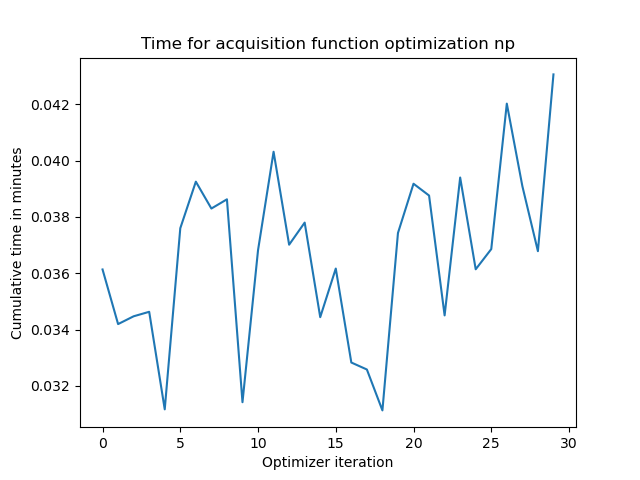 Time for acquisition function optimization np
Cumulative time in minutes
0.042
0.040
0.038
0.036
0.034
0.032
0 5 10 15 20 25 30
Optimizer iteration